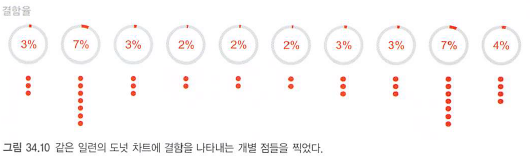 결함율
3% 7% 3% 2% 2% 2% 3% 3% 7% 4%
그림 34.10 같은 일련의 도넛 차트에 결함을 나타내는 개별 점들을 찍었다.